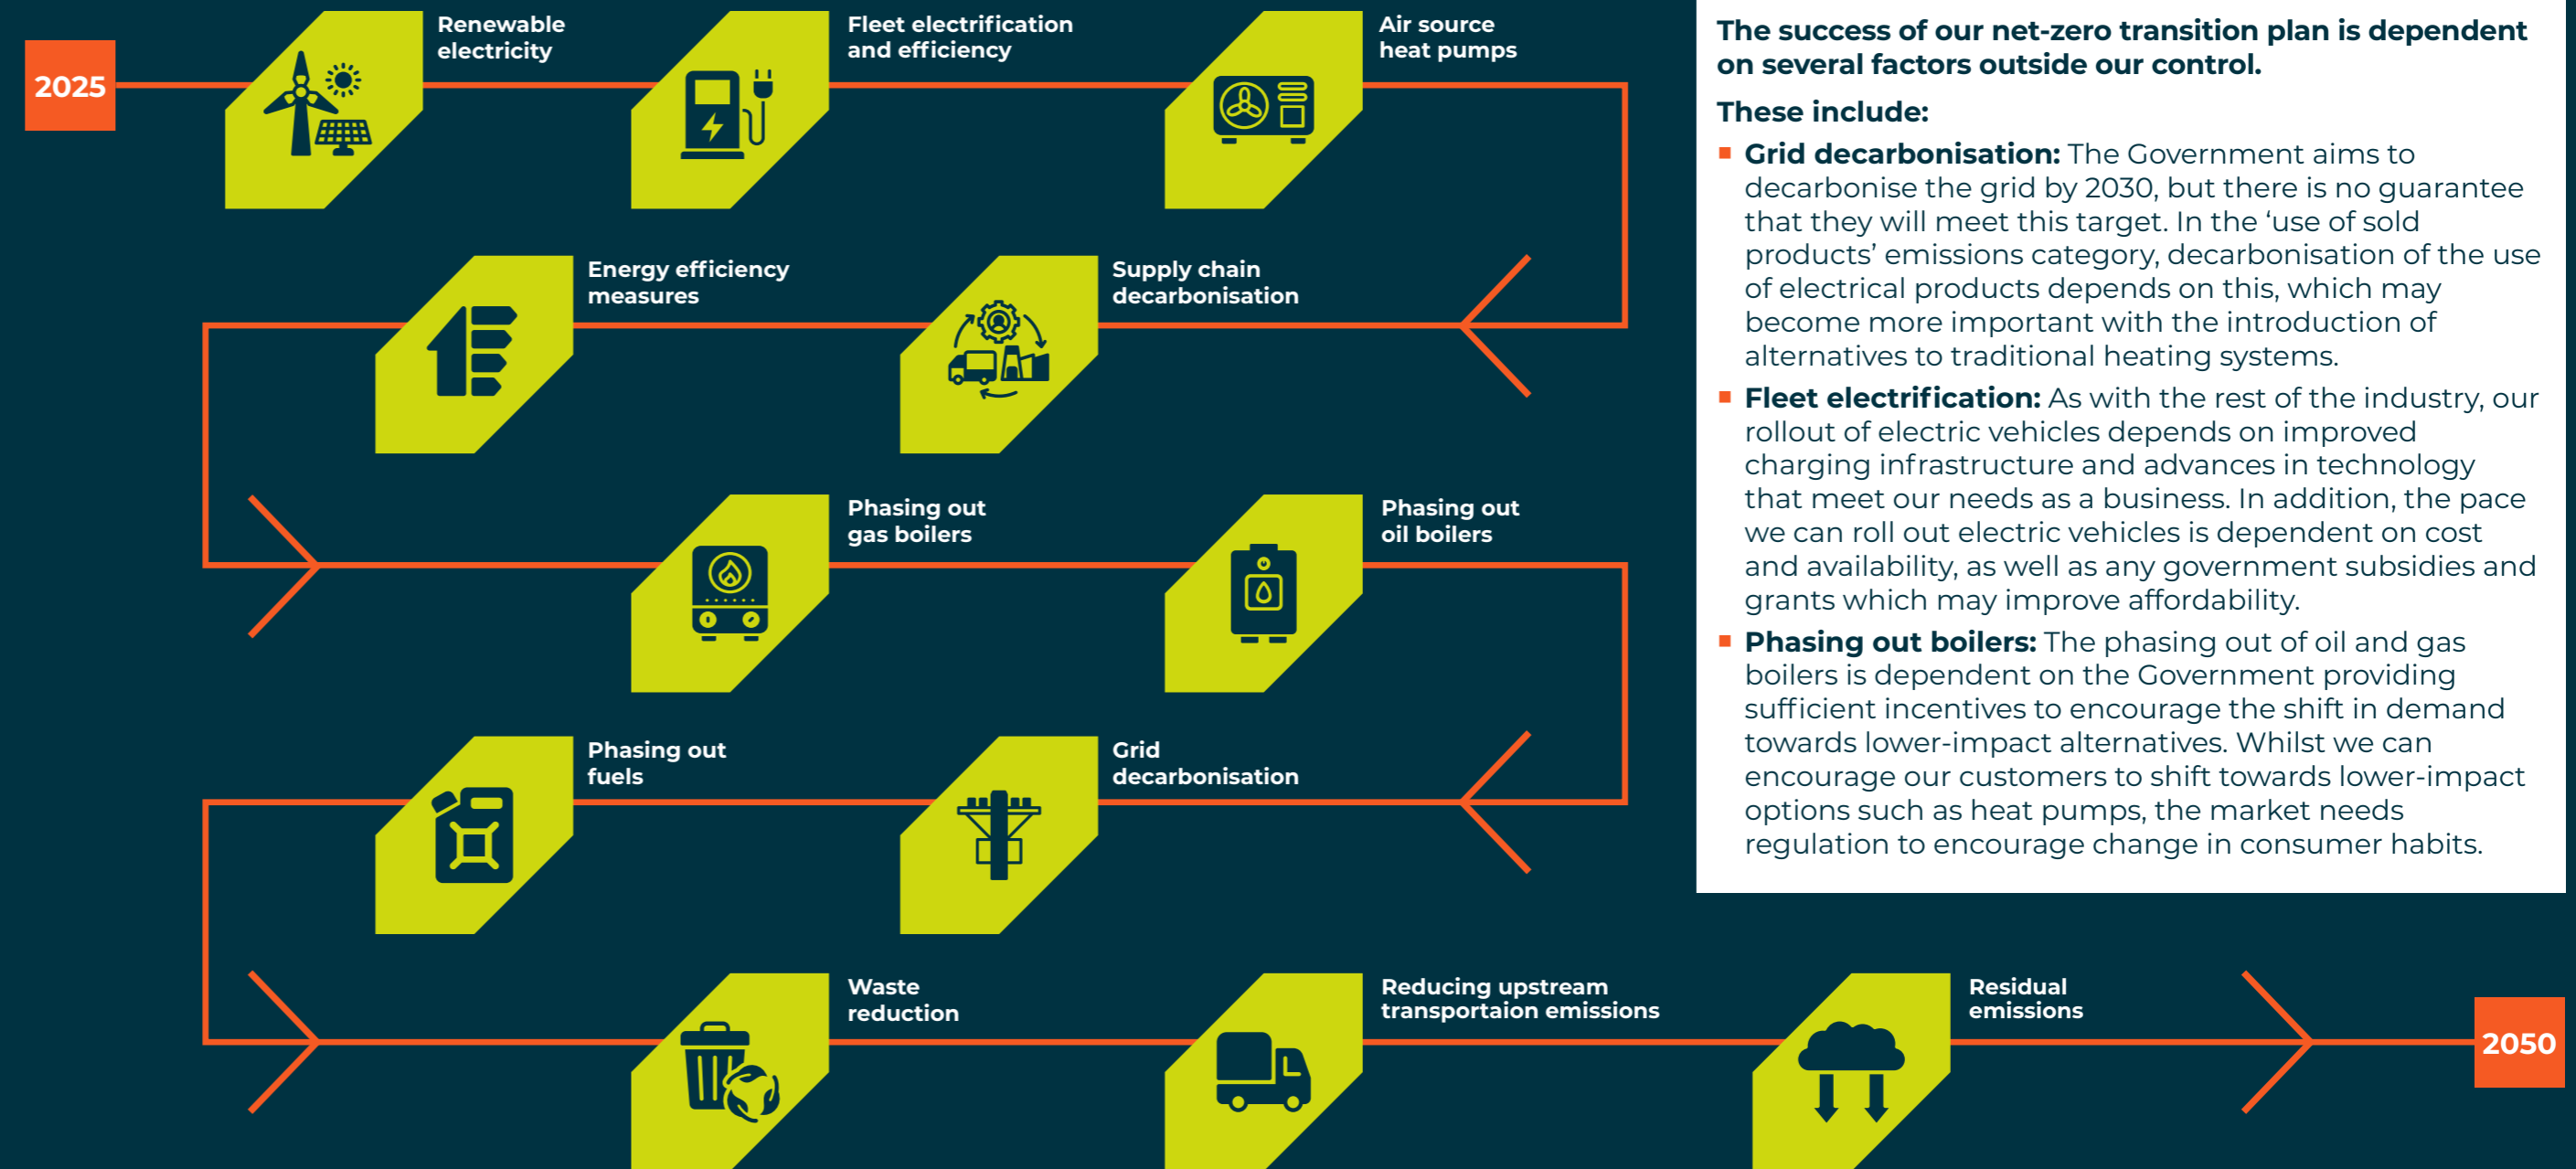 2025
Renewable
electricity
Fleet electrification
and efficiency
Air source
heat pumps
Supply chain
decarbonisation
Energy efficiency
measures
Phasing out
gas boilers
Phasing out
oil boilers
Grid
decarbonisation
Phasing out
fuels
Waste
reduction
Reducing upstream
transportaion emissions
Residual
emissions
2050
The success of our net-zero transition plan is dependent
on several factors outside our control.
These include:
Grid decarbonisation: The Government aims to
decarbonise the grid by 2030, but there is no guarantee
that they will meet this target. In the ‘use of sold
products’ emissions category, decarbonisation of the use
of electrical products depends on this, which may
become more important with the introduction of
alternatives to traditional heating systems.
Fleet electrification: As with the rest of the industry, our
rollout of electric vehicles depends on improved
charging infrastructure and advances in technology
that meet our needs as a business. In addition, the pace
we can roll out electric vehicles is dependent on cost
and availability, as well as any government subsidies and
grants which may improve affordability.
Phasing out boilers: The phasing out of oil and gas
boilers is dependent on the Government providing
sufficient incentives to encourage the shift in demand
towards lower-impact alternatives. Whilst we can
encourage our customers to shift towards lower-impact
options such as heat pumps, the market needs
regulation to encourage change in consumer habits.